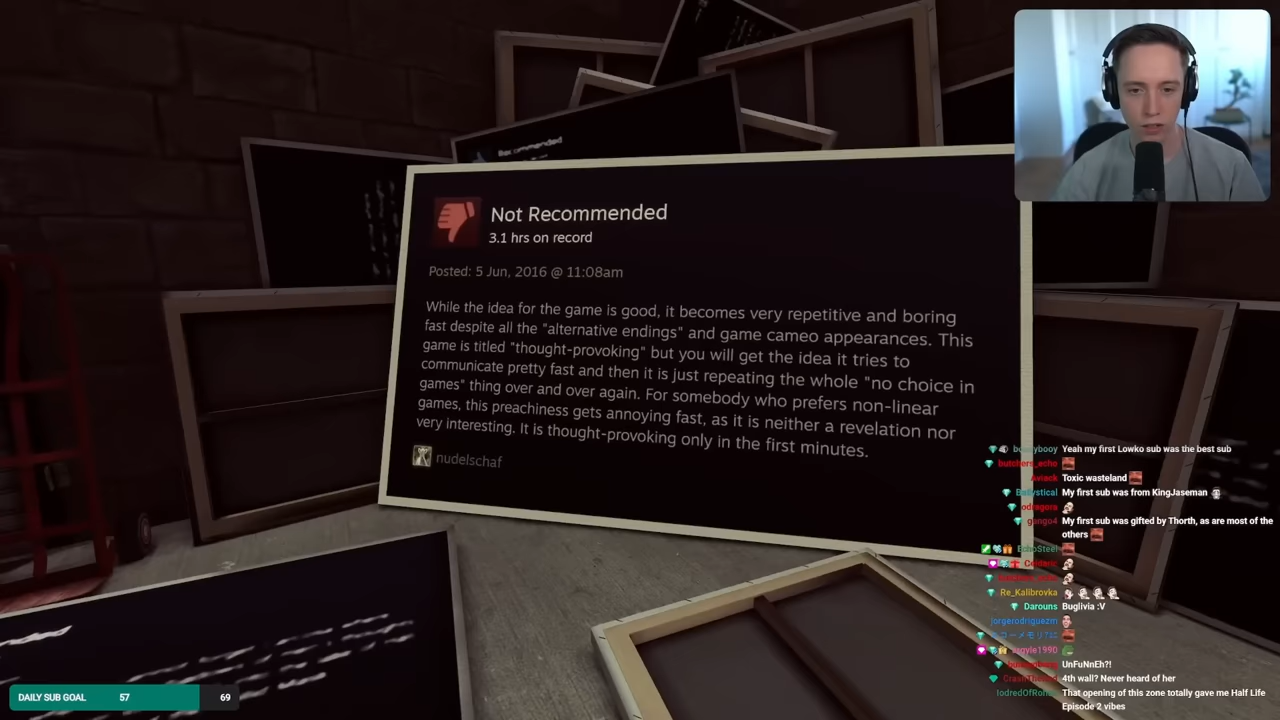 Recommended
Not Recommended
3.1 hrs on record
Posted: 5 Jun, 2016 @ 11:08am
While the idea for the game is good, it becomes very repetitive and boring
fast despite all the "alternative endings" and game cameo appearances. This
game is titled "thought-provoking" but you will get the idea it tries to
communicate pretty fast and then it is just repeating the whole "no choice in
games" thing over and over again. For somebody who prefers non-linear
games, this preachiness gets annoying fast, as it is neither a revelation nor
very interesting. It is thought-provoking only in the first minutes.
nudelschaf
Yeah my first Lowko sub was the best sub
butchers_echo
Aviack
Toxic wasteland
My first sub was from KingJaseman
My first sub was gifted by Thorth, as are most of the
others
EchoSteel
Re_Kalibrovka
Darouns Buglivia :V
jorgerodriguezm
UnFuNnEh?!
4th wall? Never heard of her
That opening of this zone totally gave me Half Life
Episode 2 vibes
DAILY SUB GOAL 57 69